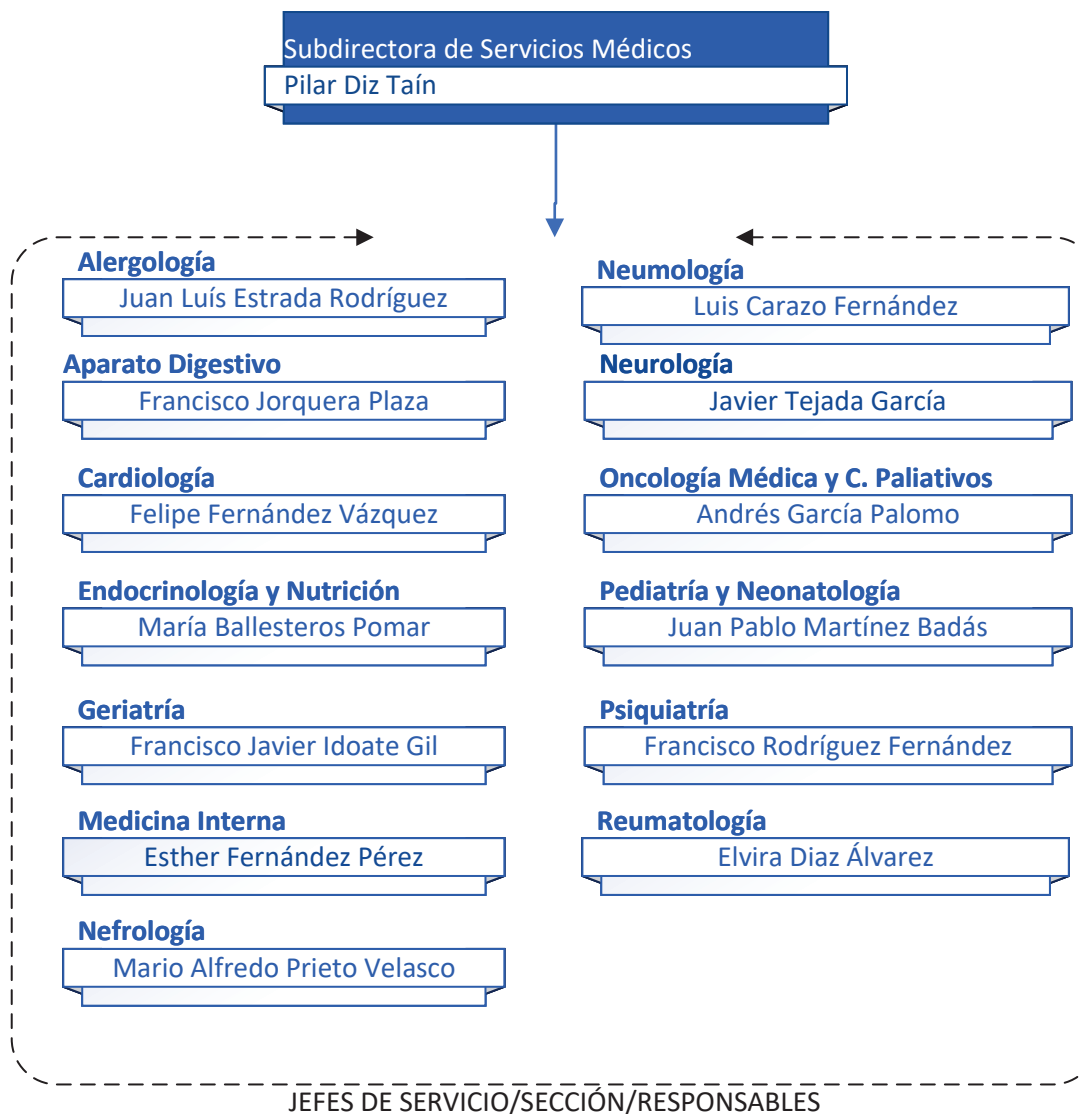 Subdirectora de Servicios Médicos
Pilar Diz Taín
Alergología
Juan Luís Estrada Rodríguez
Aparato Digestivo
Francisco Jorquera Plaza
Cardiología
Felipe Fernández Vázquez
Endocrinología y Nutrición
María Ballesteros Pomar
Geriatría
Francisco Javier Idoate Gil
Medicina Interna
Esther Fernández Pérez
Nefrología
Mario Alfredo Prieto Velasco
Neumología
Luis Carazo Fernández
Neurología
Javier Tejada García
Oncología Médica y C. Paliativos
Andrés García Palomo
Pediatría y Neonatología
Juan Pablo Martínez Badás
Psiquiatría
Francisco Rodríguez Fernández
Reumatología
Elvira Diaz Álvarez
JEFES DE SERVICIO/SECCIÓN/RESPONSABLES